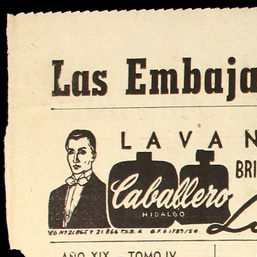 Las Embaja
LAVAN
BRI
Caballero
HIDALGO
AÑO XIX TOMO IV